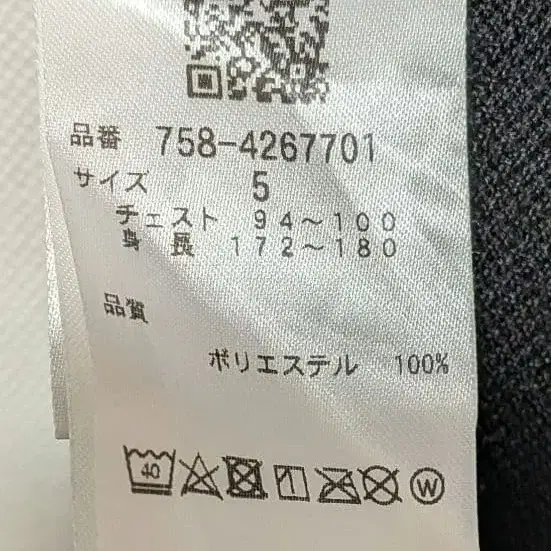 品番 758-4267701
サイズ 5
チェスト 94~100
身長 172~180
品質
ポリエステル 100%
40 W